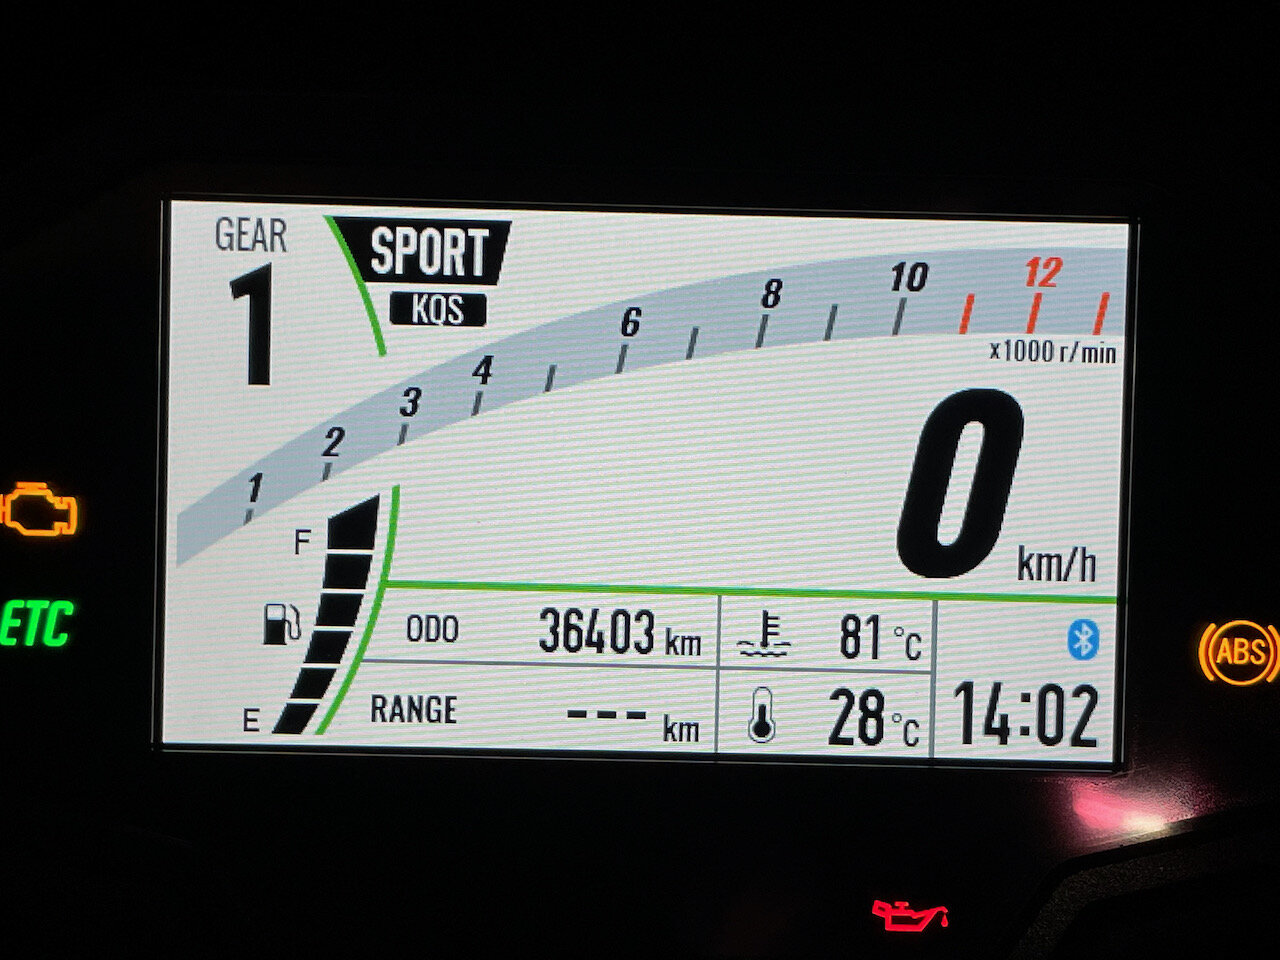 GEAR
1
SPORT
KQS
1 2 3 4 6 8 10 12
x1000 r/min
0 km/h
F
E
ODO 36403 km
RANGE --- km
81 °C
28 °C
14:02
ETC
ABS